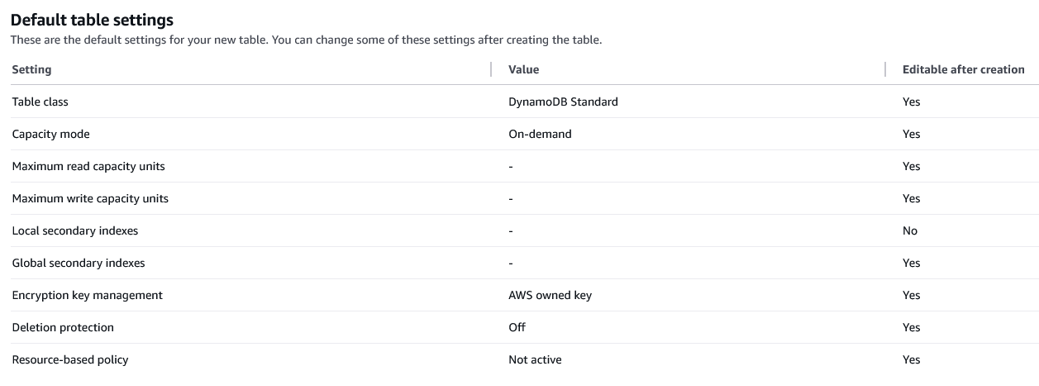 Default table settings
These are the default settings for your new table. You can change some of these settings after creating the table.
Setting Value Editable after creation
Table class DynamoDB Standard Yes
Capacity mode On-demand Yes
Maximum read capacity units - Yes
Maximum write capacity units - Yes
Local secondary indexes - No
Global secondary indexes - Yes
Encryption key management AWS owned key Yes
Deletion protection Off Yes
Resource-based policy Not active Yes